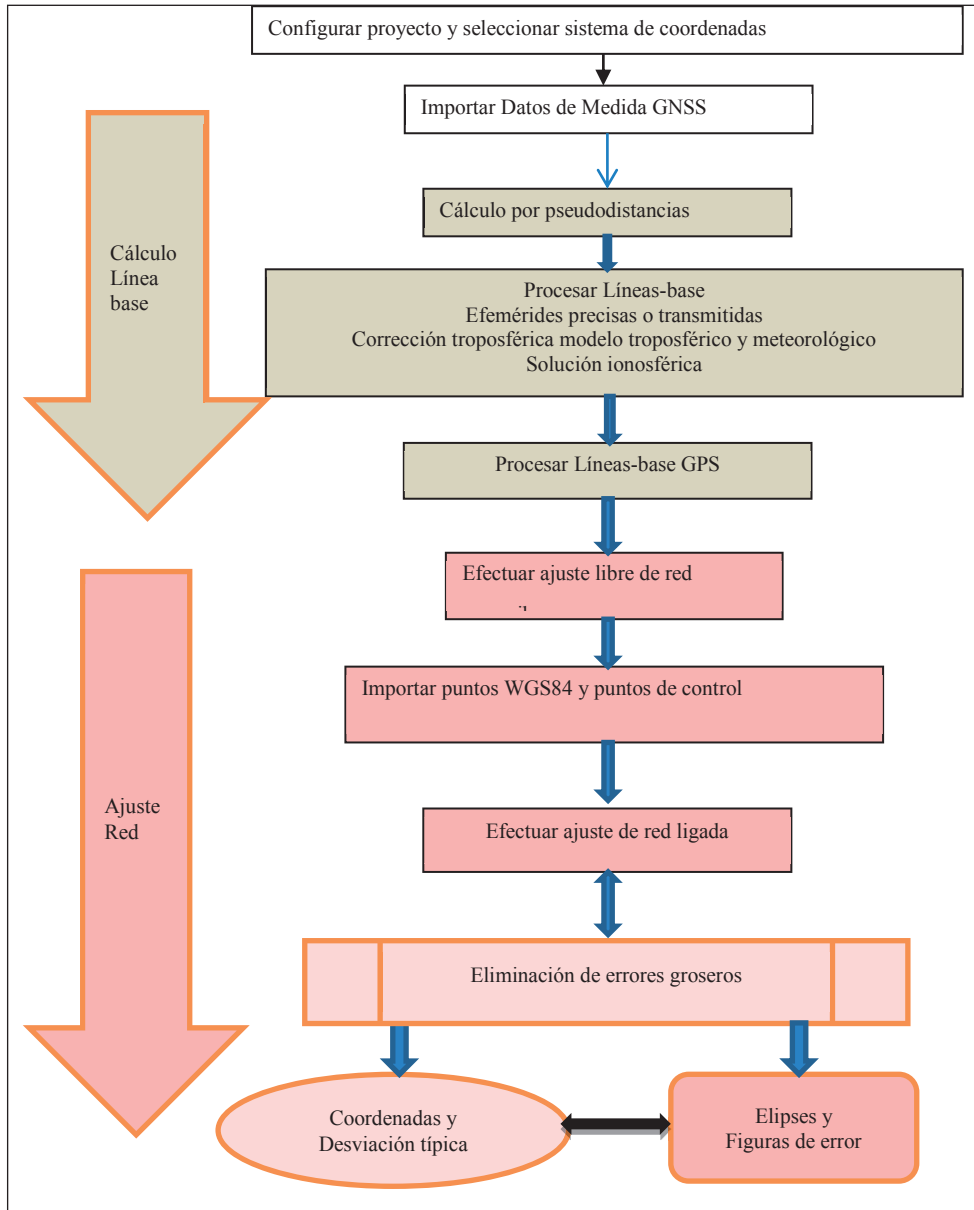 Configurar proyecto y seleccionar sistema de coordenadas
Importar Datos de Medida GNSS
Cálculo por pseudodistancias
Cálculo
Línea
base
Procesar Líneas-base
Efemérides precisas o transmitidas
Corrección troposférica modelo troposférico y meteorológico
Solución ionosférica
Procesar Líneas-base GPS
Efectuar ajuste libre de red
Importar puntos WGS84 y puntos de control
Ajuste
Red
Efectuar ajuste de red ligada
Eliminación de errores groseros
Coordenadas y
Desviación típica
Elipses y
Figuras de error